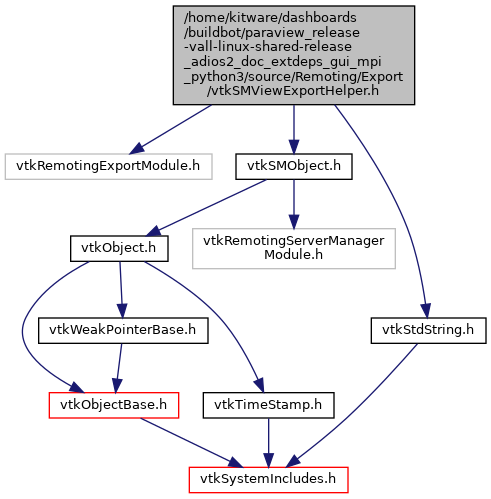 /home/kitware/dashboards
/buildbot/paraview_release
-vall-linux-shared-release
_adios2_doc_extdeps_gui_mpi
_python3/source/Remoting/Export
/vtkSMViewExportHelper.h
vtkRemotingExportModule.h
vtkSMObject.h
vtkObject.h
vtkRemotingServerManager
Module.h
vtkWeakPointerBase.h
vtkStdString.h
vtkObjectBase.h
vtkTimeStamp.h
vtkSystemIncludes.h